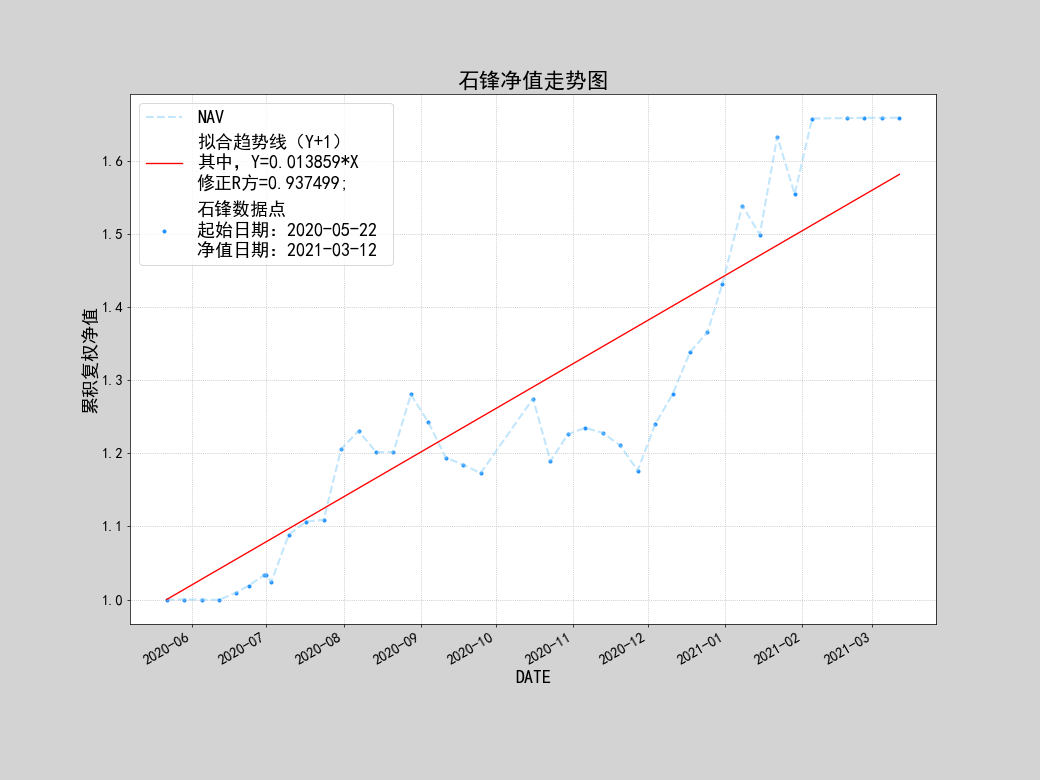 石锋净值走势图
NAV
拟合趋势线（Y+1）
其中，Y=0.013859*X
修正R方=0.937499;
石锋数据点
起始日期：2020-05-22
净值日期：2021-03-12
累积复权净值
1.6
1.5
1.4
1.3
1.2
1.1
1.0
2020-06
2020-07
2020-08
2020-09
2020-10
2020-11
2020-12
2021-01
2021-02
2021-03
DATE